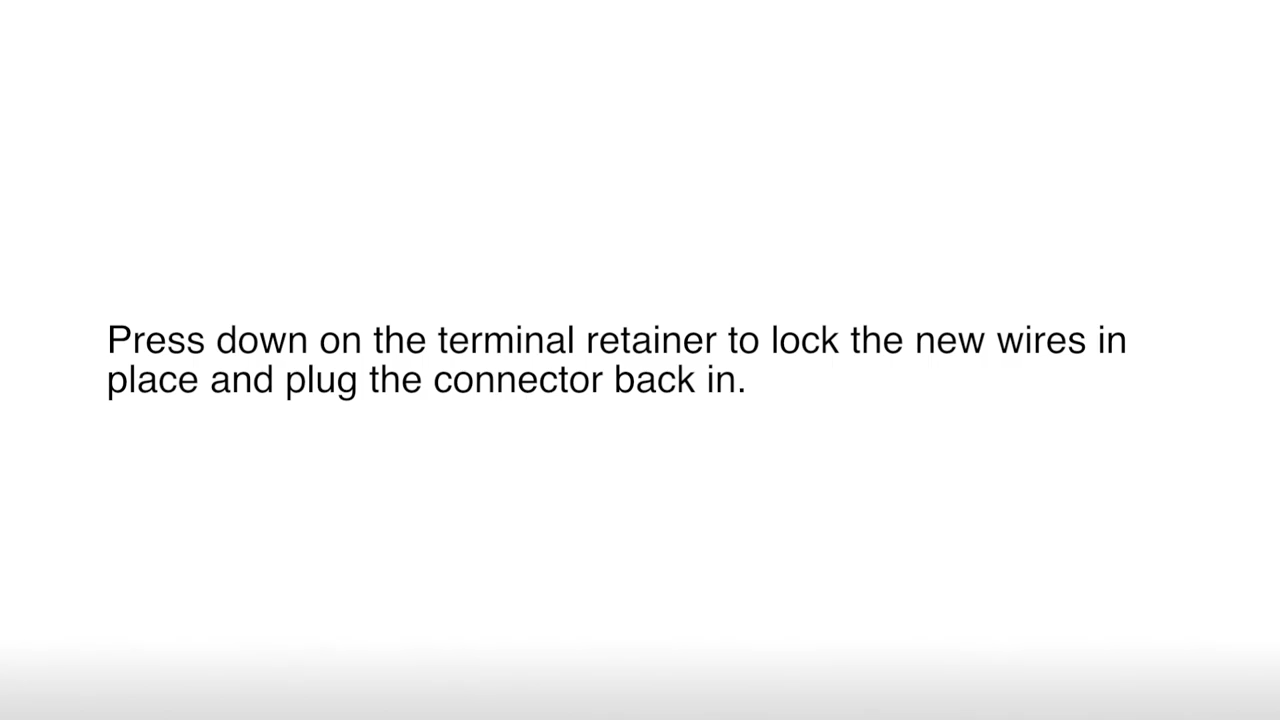 Press down on the terminal retainer to lock the new wires in
place and plug the connector back in.